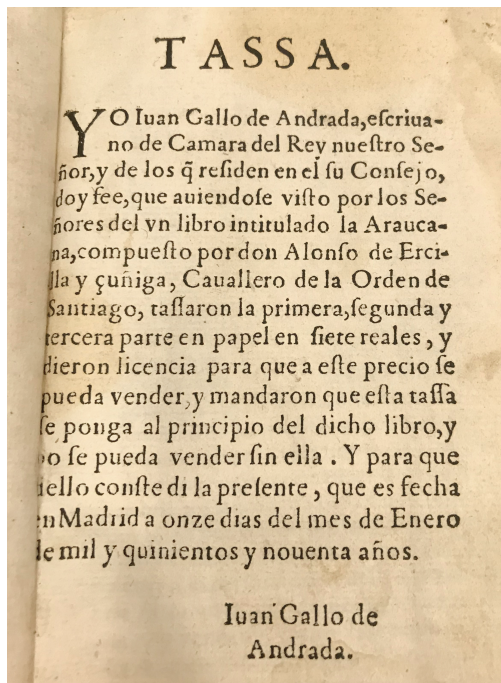 TASSA.
YO Iuan Gallo de Andrada, eſcriua-
no de Camara del Rey nueſtro Se-
ñor, y de los q̃ reſiden en el ſu Conſejo,
doy fee, que auiendoſe viſto por los Se-
ñores del vn libro intitulado la Arauca-
na, compueſto por don Alonſo de Erci-
lla y çuñiga, Cauallero de la Orden de
Santiago, taſſaron la primera, ſegunda y
tercera parte en papel en ſiete reales, y
dieron licencia para que a eſte precio ſe
pueda vender, y mandaron que eſta taſſa
ſe ponga al principio del dicho libro, y
no ſe pueda vender ſin ella. Y para que
dello conſte di la preſente, que es fecha
en Madrid a onze dias del mes de Enero
de mil y quinientos y nouenta años.
Iuan Gallo de
Andrada.